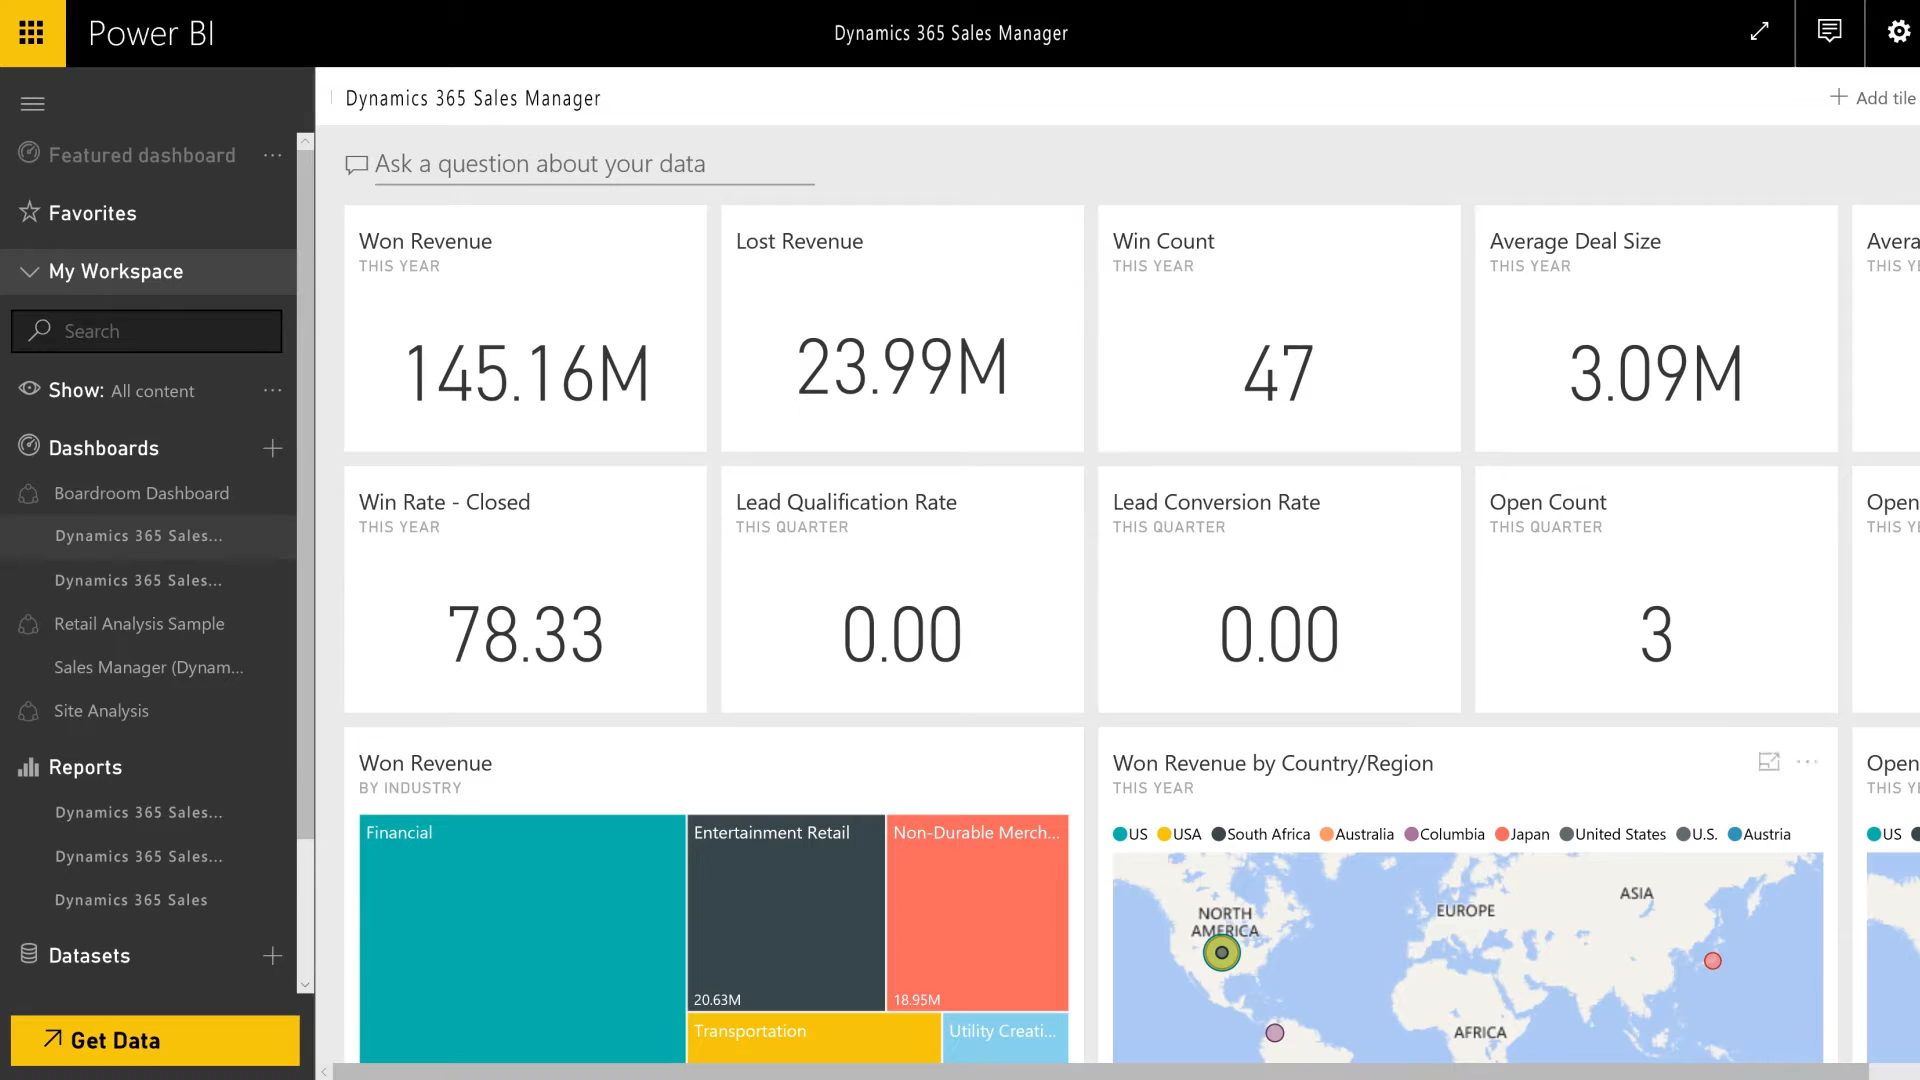 Power BI
Dynamics 365 Sales Manager
Dynamics 365 Sales Manager
Add tile
Featured dashboard
Favorites
My Workspace
Search
Show: All content
Dashboards
Boardroom Dashboard
Dynamics 365 Sales...
Dynamics 365 Sales...
Retail Analysis Sample
Sales Manager (Dynam...
Site Analysis
Reports
Dynamics 365 Sales...
Dynamics 365 Sales...
Dynamics 365 Sales
Datasets
Get Data
Ask a question about your data
Won Revenue
THIS YEAR
145.16M
Lost Revenue
23.99M
Win Count
THIS YEAR
47
Average Deal Size
THIS YEAR
3.09M
Avera
THIS YE
Win Rate - Closed
THIS YEAR
78.33
Lead Qualification Rate
THIS QUARTER
0.00
Lead Conversion Rate
THIS QUARTER
0.00
Open Count
THIS QUARTER
3
Open
THIS YE
Won Revenue
BY INDUSTRY
Financial
Entertainment Retail
20.63M
Non-Durable Merch...
18.95M
Transportation
Utility Creati...
Won Revenue by Country/Region
THIS YEAR
US USA South Africa Australia Columbia Japan United States U.S. Austria
NORTH
AMERICA
EUROPE
ASIA
AFRICA
Open
THIS YE
US